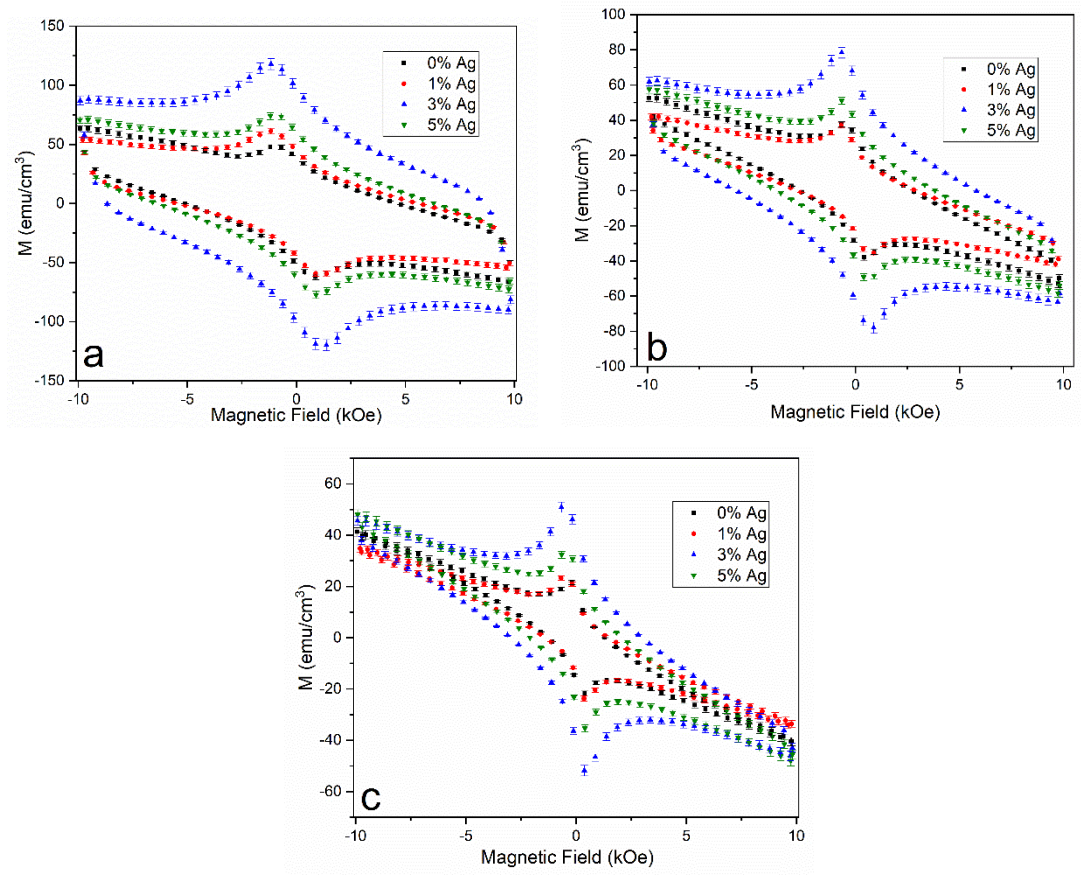 M (emu/cm³)
150
100
50
0
-50
-100
-150
0% Ag
1% Ag
3% Ag
5% Ag
a
-10
-5
0
5
10
Magnetic Field (kOe)
M (emu/cm³)
100
80
60
40
20
0
-20
-40
-60
-80
-100
0% Ag
1% Ag
3% Ag
5% Ag
b
-10
-5
0
5
10
Magnetic Field (kOe)
M (emu/cm³)
60
40
20
0
-20
-40
-60
0% Ag
1% Ag
3% Ag
5% Ag
c
-10
-5
0
5
10
Magnetic Field (kOe)